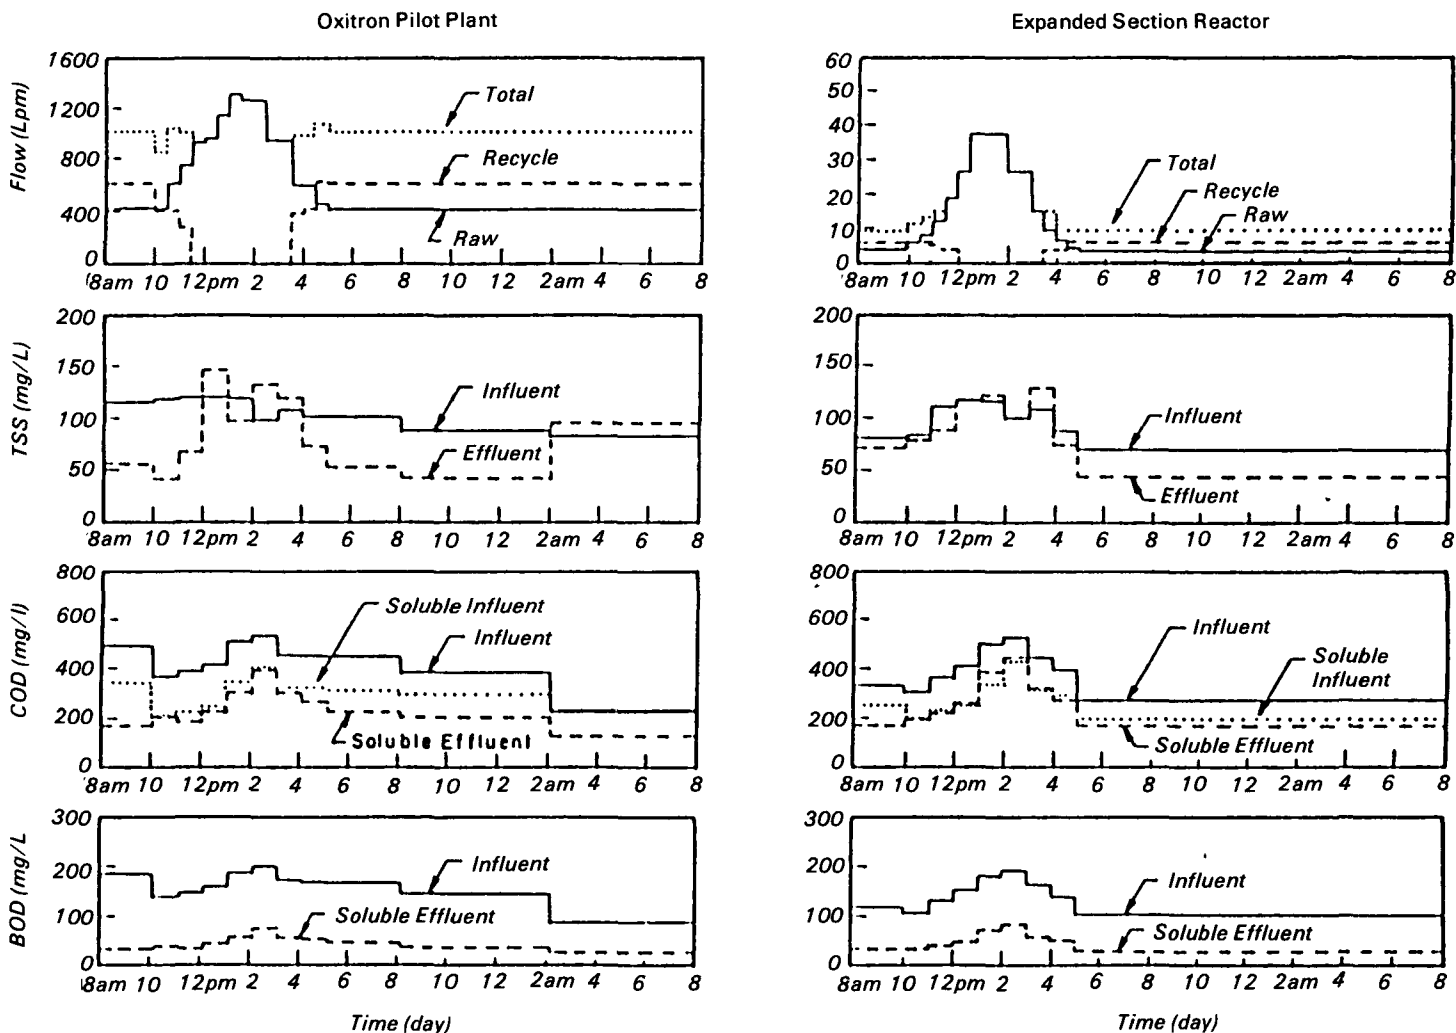 Oxitron Pilot Plant
Flow (Lpm)
1600
1200
800
400
0
Total
Recycle
Raw
8am 10 12pm 2 4 6 8 10 12 2am 4 6 8
TSS (mg/L)
200
150
100
50
0
Influent
Effluent
8am 10 12pm 2 4 6 8 10 12 2am 4 6 8
COD (mg/l)
800
600
400
200
0
Soluble Influent
Influent
Soluble Effluent
8am 10 12pm 2 4 6 8 10 12 2am 4 6 8
BOD (mg/L
300
200
100
0
Influent
Soluble Effluent
8am 10 12pm 2 4 6 8 10 12 2am 4 6 8
Time (day)
Expanded Section Reactor
60
50
40
30
20
10
0
Total
Recycle
Raw
8am 10 12pm 2 4 6 8 10 12 2am 4 6 8
200
150
100
50
0
Influent
Effluent
8am 10 12pm 2 4 6 8 10 12 2am 4 6 8
800
600
400
200
0
Influent
Soluble
Influent
Soluble Effluent
8am 10 12pm 2 4 6 8 10 12 2am 4 6 8
300
200
100
0
Influent
Soluble Effluent
8am 10 12pm 2 4 6 8 10 12 2am 4 6 8
Time (day)